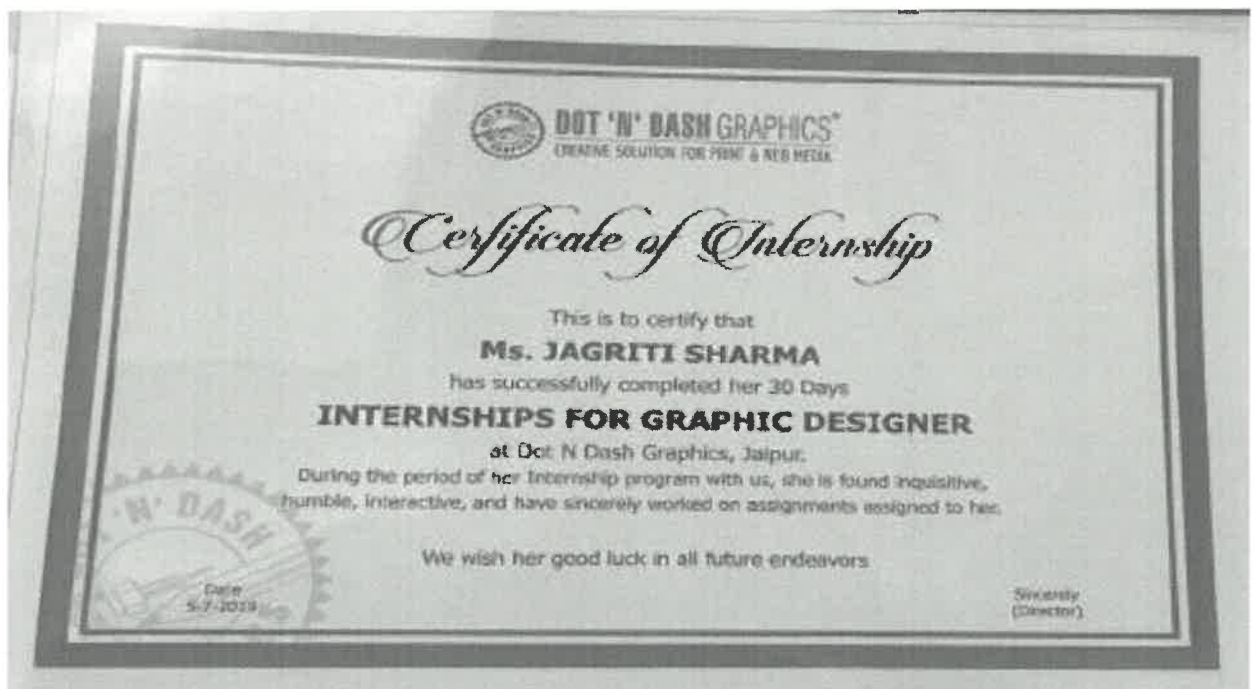 DOT 'N' DASH GRAPHICS®
CREATIVE SOLUTION FOR PRINT & WEB MEDIA
Certificate of Internship
This is to certify that
Ms. JAGRITI SHARMA
has successfully completed her 30 Days
INTERNSHIPS FOR GRAPHIC DESIGNER
at Dot N Dash Graphics, Jaipur.
During the period of her Internship program with us, she is found inquisitive,
humble, interactive, and have sincerely worked on assignments assigned to her.
We wish her good luck in all future endeavors
'N' DASH
Date
5-7-2019
Sincerely
(Director)